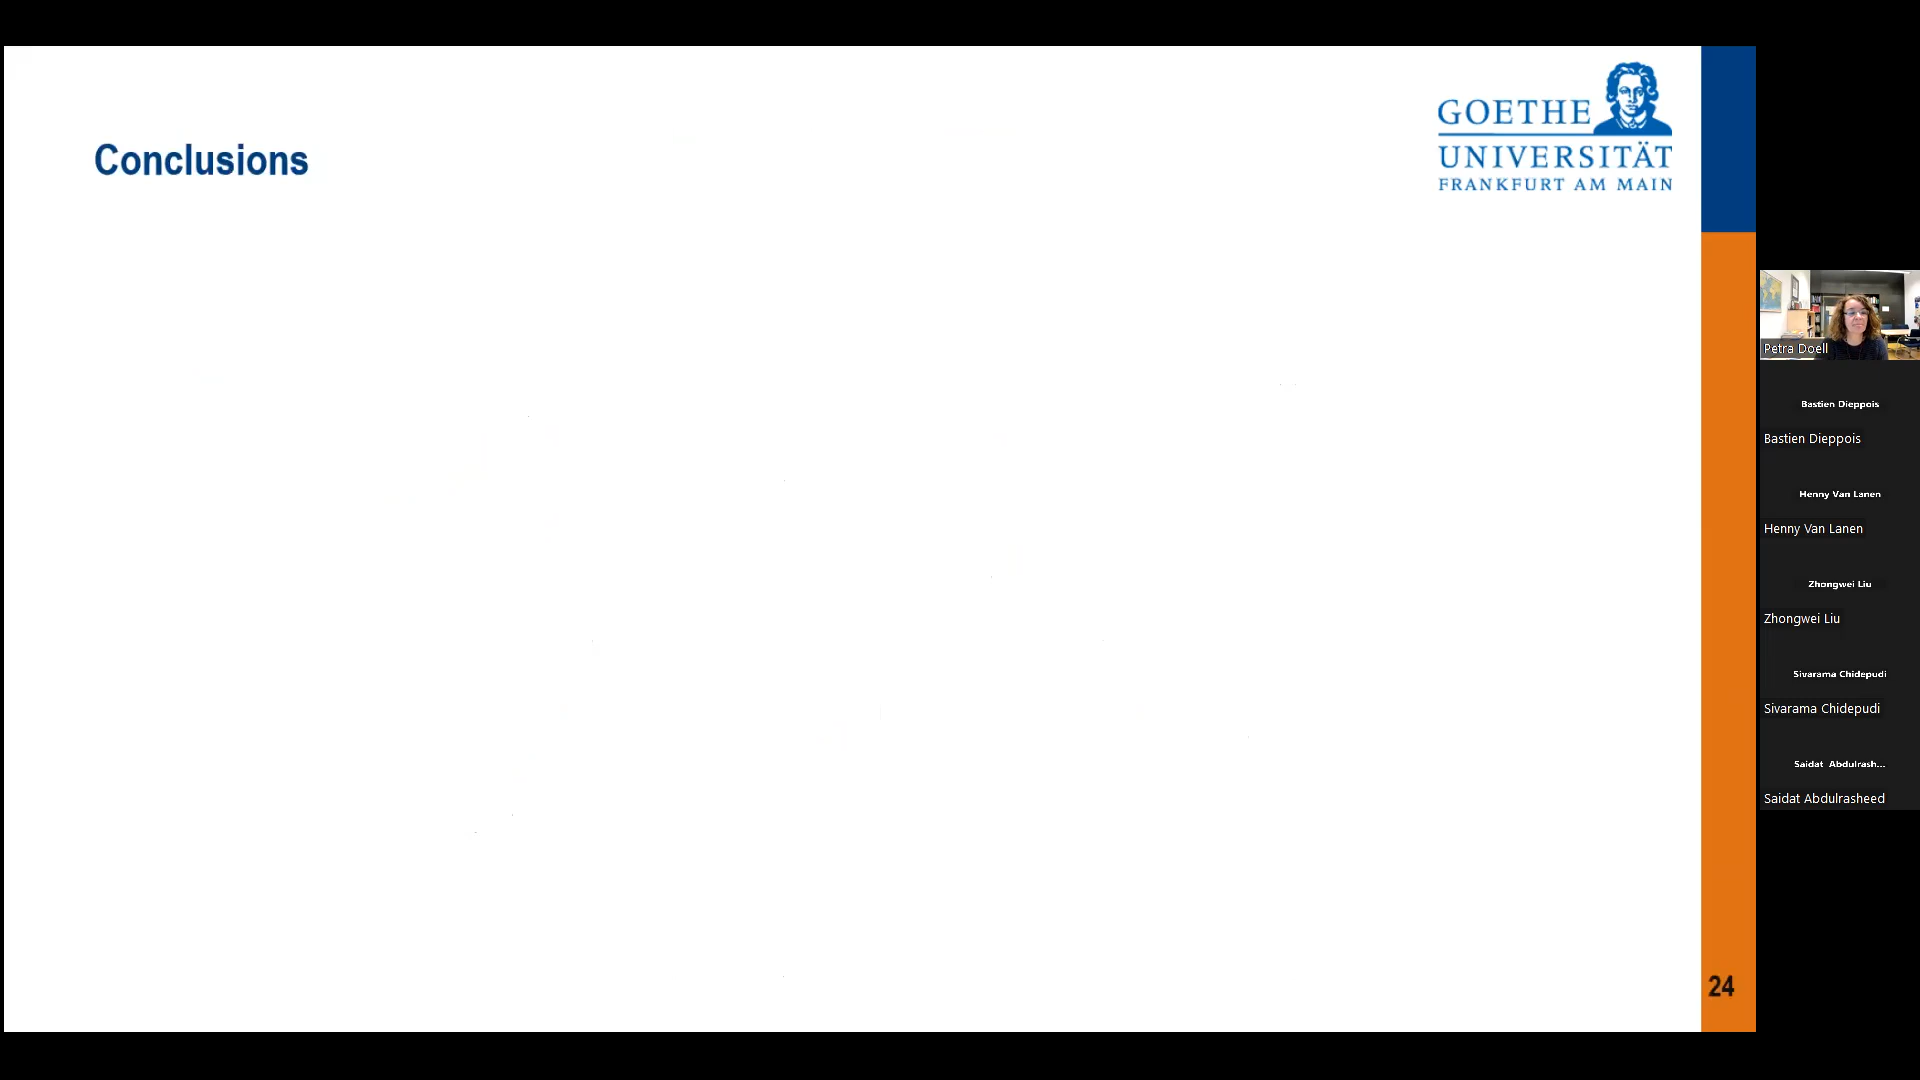 Conclusions
GOETHE
UNIVERSITÄT
FRANKFURT AM MAIN
24
Petra Doell
Bastien Dieppois
Bastien Dieppois
Henny Van Lanen
Henny Van Lanen
Zhongwei Liu
Zhongwei Liu
Sivarama Chidepudi
Sivarama Chidepudi
Saidat Abdulrash...
Saidat Abdulrasheed